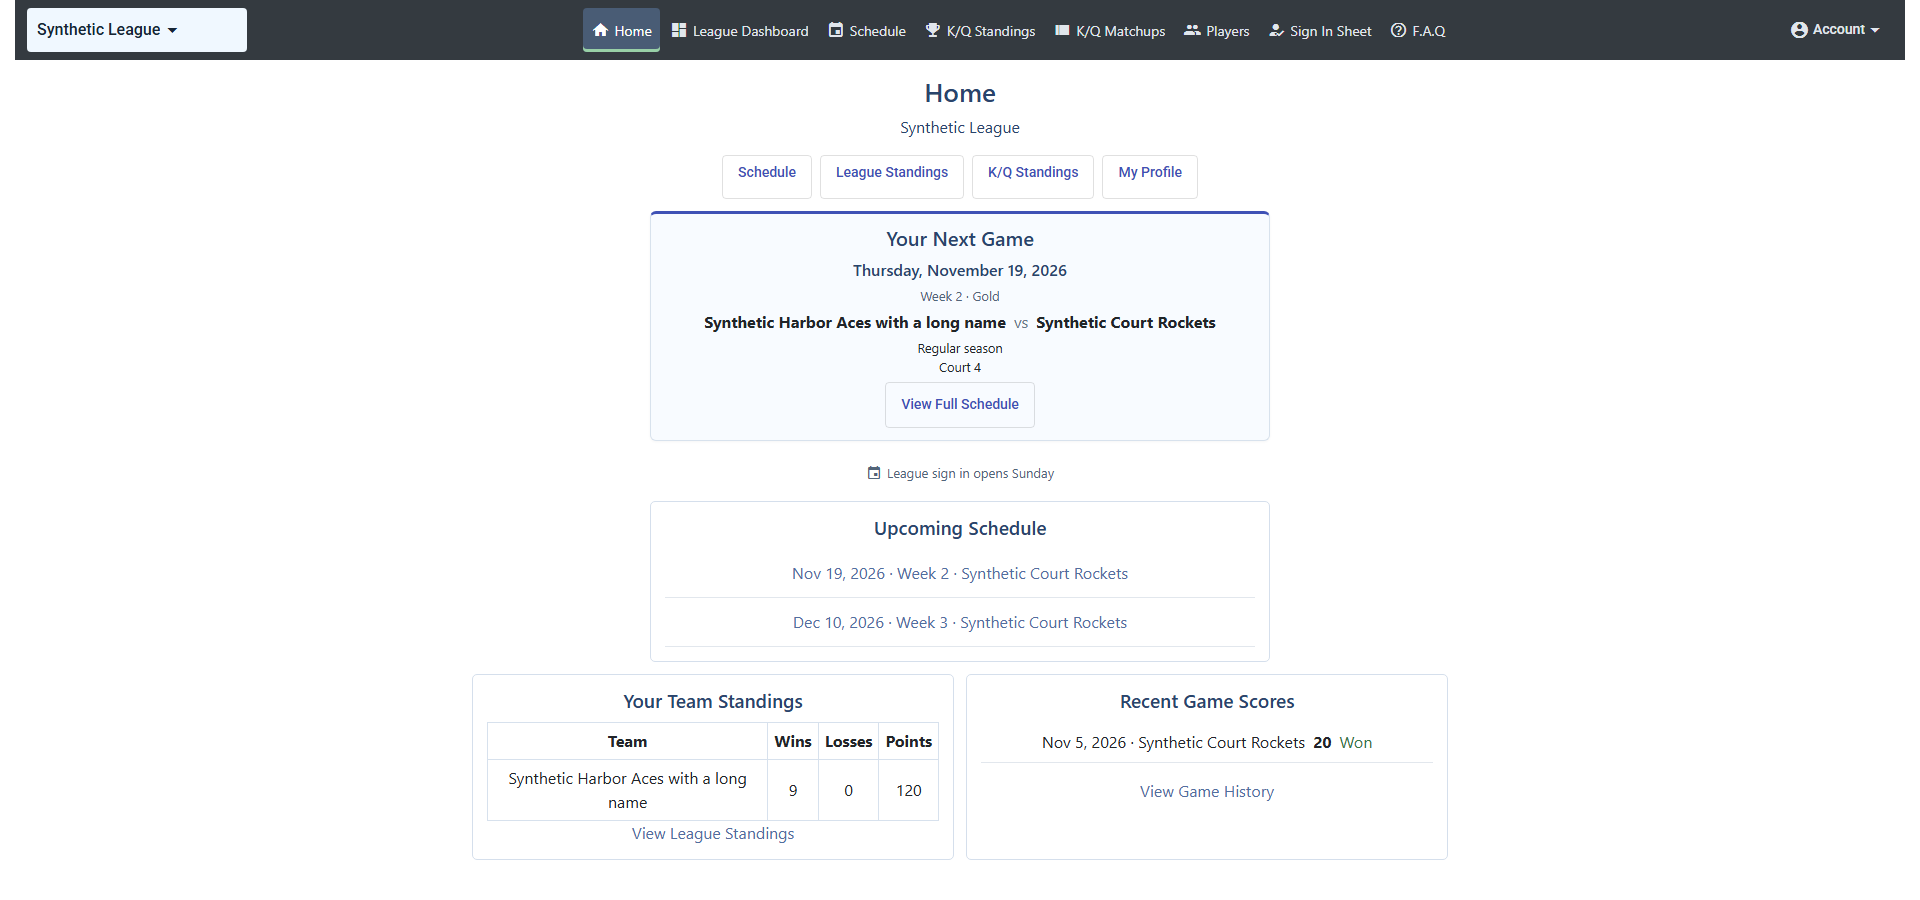 Synthetic League
Home
League Dashboard
Schedule
K/Q Standings
K/Q Matchups
Players
Sign In Sheet
F.A.Q
Account
Home
Synthetic League
Schedule
League Standings
K/Q Standings
My Profile
Your Next Game
Thursday, November 19, 2026
Week 2 · Gold
Synthetic Harbor Aces with a long name vs Synthetic Court Rockets
Regular season
Court 4
View Full Schedule
League sign in opens Sunday
Upcoming Schedule
Nov 19, 2026 · Week 2 · Synthetic Court Rockets
Dec 10, 2026 · Week 3 · Synthetic Court Rockets
Your Team Standings
Team Wins Losses Points
Synthetic Harbor Aces with a long
name
9 0 120
View League Standings
Recent Game Scores
Nov 5, 2026 · Synthetic Court Rockets 20 Won
View Game History